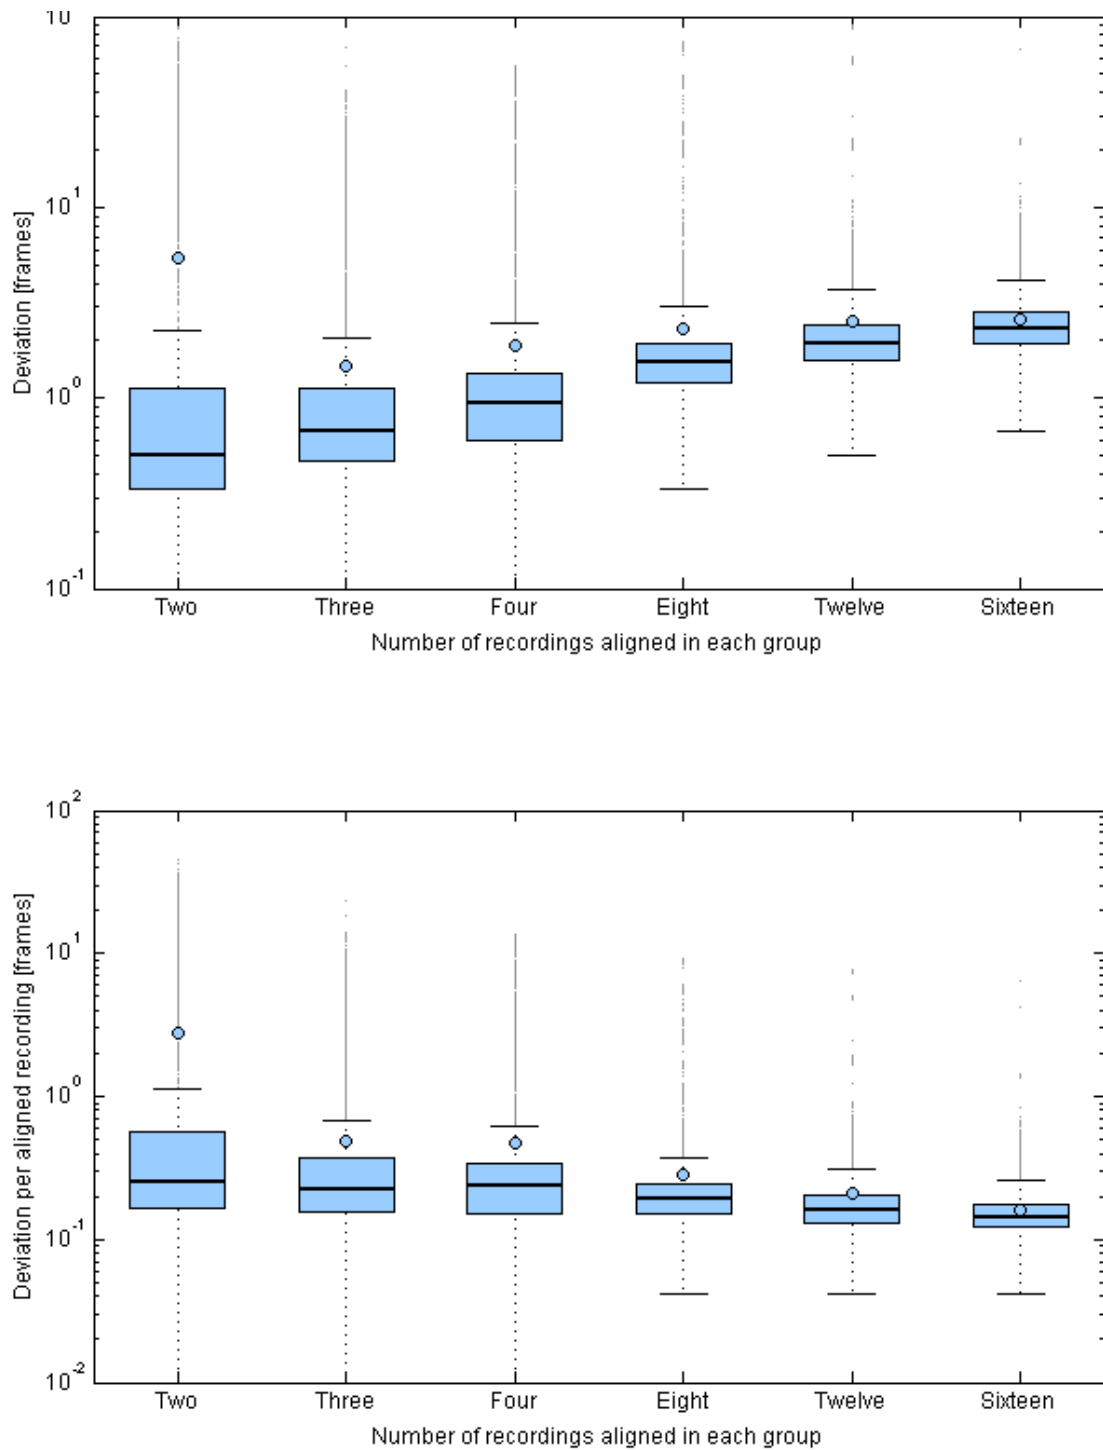 10
10^1
10^0
10^-1
Deviation [frames]
Two Three Four Eight Twelve Sixteen
Number of recordings aligned in each group
10^2
10^1
10^0
10^-1
10^-2
Deviation per aligned recording [frames]
Two Three Four Eight Twelve Sixteen
Number of recordings aligned in each group